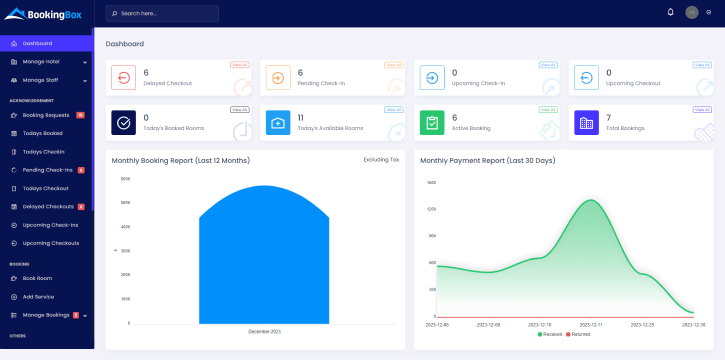 BookingBox
Search here...
Dashboard
Manage Hotel
Manage Staff
ACKNOWLEDGEMENT
Booking Requests
Todays Booked
Todays Checkin
Pending Check-Ins 6
Todays Checkout
Delayed Checkouts 6
Upcoming Check-Ins
Upcoming Checkouts
BOOKING
Book Room
Add Service
Manage Bookings
OTHERS
Dashboard
View All
6
Delayed Checkout
View All
6
Pending Check-In
View All
0
Upcoming Check-In
View All
0
Upcoming Checkout
View All
0
Today's Booked Rooms
View All
11
Today's Available Rooms
View All
6
Active Booking
View All
7
Total Bookings
Monthly Booking Report (Last 12 Months)
Excluding Tax
6000
5000
4000
$ 3000
2000
1000
0
December-2023
Monthly Payment Report (Last 30 Days)
1500
1200
900
600
300
0
2023-12-06
2023-12-09
2023-12-10
2023-12-11
2023-12-25
2023-12-30
Received
Returned